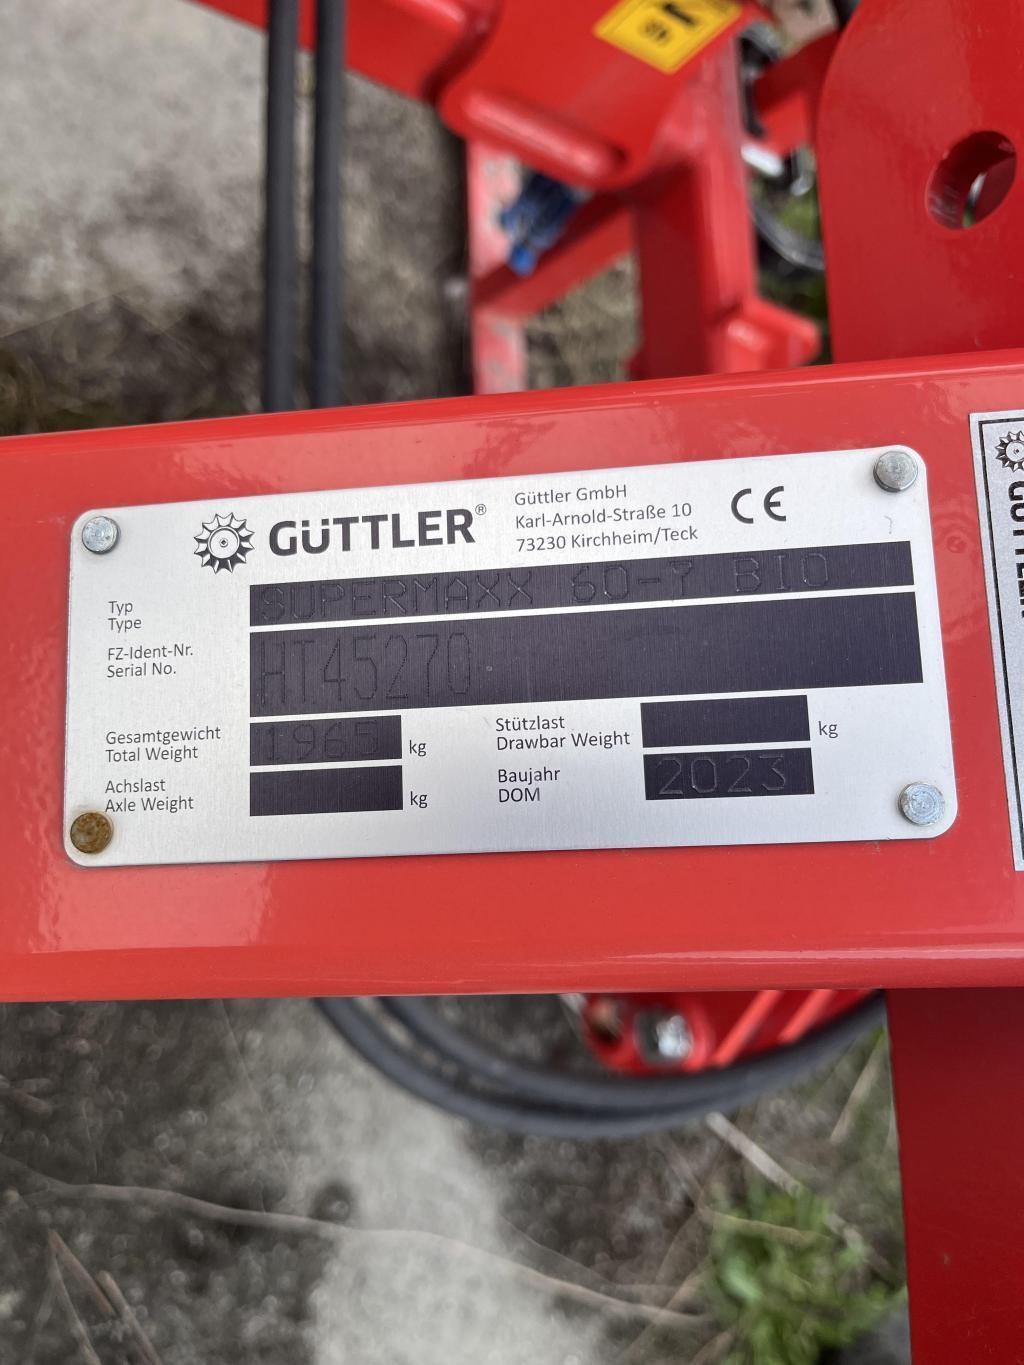 GÜTTLER®
Güttler GmbH
Karl-Arnold-Straße 10
73230 Kirchheim/Teck
CE
Typ
Type
SUPERMAXX 60-7 BIO
FZ-Ident-Nr.
Serial No.
HT45270
Gesamtgewicht
Total Weight
1965 kg
Stützlast
Drawbar Weight
kg
Achslast
Axle Weight
kg
Baujahr
DOM
2023
GÜTTLER